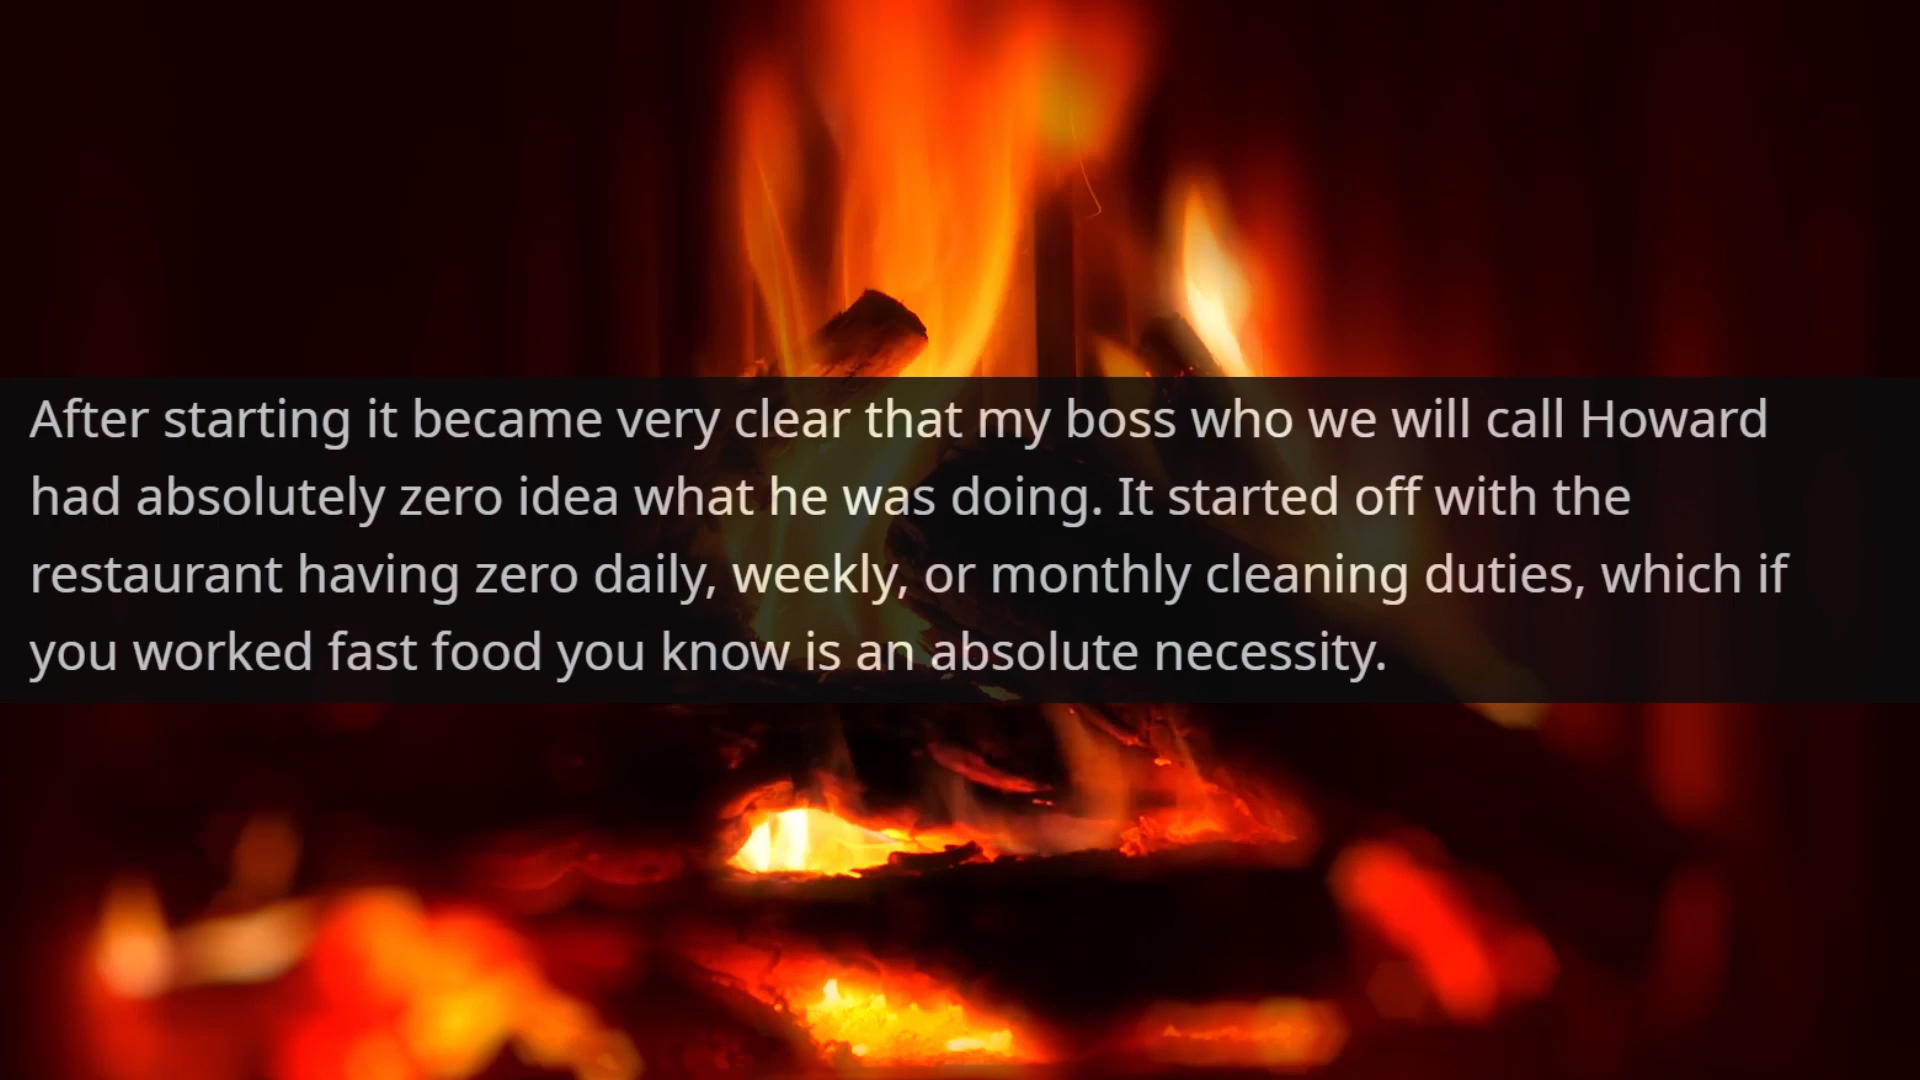 After starting it became very clear that my boss who we will call Howard
had absolutely zero idea what he was doing. It started off with the
restaurant having zero daily, weekly, or monthly cleaning duties, which if
you worked fast food you know is an absolute necessity.